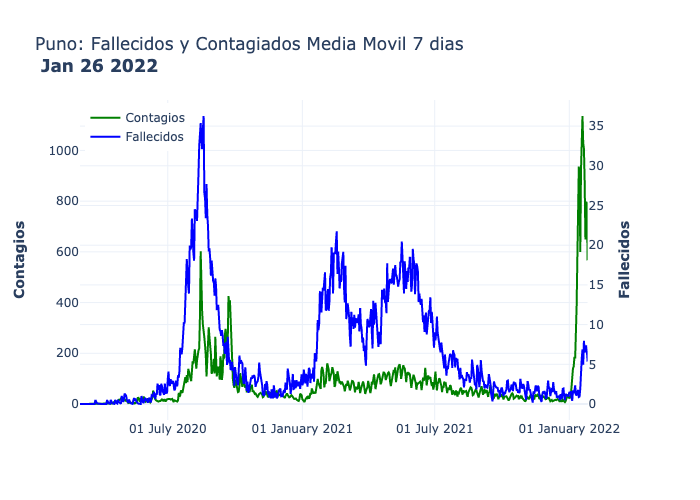 Puno: Fallecidos y Contagiados Media Movil 7 dias
Jan 26 2022
Contagios
Fallecidos
1000
800
600
400
200
0
35
30
25
20
15
10
5
0
Contagios
Fallecidos
01 July 2020
01 January 2021
01 July 2021
01 January 2022